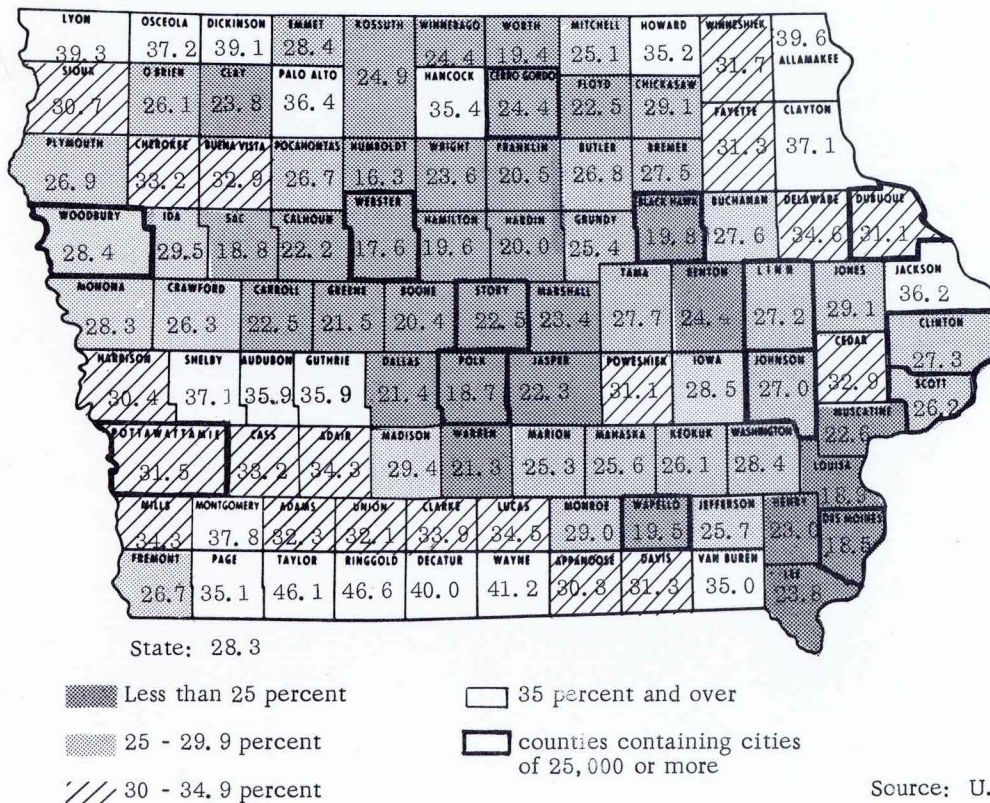 LYON OSCEOLA DICKINSON EMMET KOSSUTH WINNEBAGO WORTH MITCHELL HOWARD WINNESHIEK 39.6
39.3 37.2 39.1 28.4 24.9 24.4 19.4 25.1 35.2 31.7 ALLAMAKEE
SIOUX O BRIEN CLAY PALO ALTO HANCOCK CERRO GORDO FLOYD CHICKASAW FAYETTE CLAYTON
30.7 26.1 23.8 36.4 35.4 24.4 22.5 29.1 31.3 37.1
PLYMOUTH CHEROKEE BUENA VISTA POCAHONTAS HUMBOLDT WRIGHT FRANKLIN BUTLER BREMER
26.9 33.2 32.9 26.7 16.3 23.6 20.5 26.8 27.5
WOODBURY IDA SAC CALHOUN WEBSTER HAMILTON HARDIN GRUNDY BLACK HAWK BUCHANAN DELAWARE DUBUQUE
28.4 29.5 18.8 22.2 17.6 19.6 20.0 25.4 19.8 27.6 34.6 31.1
MONONA CRAWFORD CARROLL GREENE BOONE STORY MARSHALL TAMA BENTON LINN JONES JACKSON
28.3 26.3 22.5 21.5 20.4 22.5 23.4 27.7 24.4 27.2 29.1 36.2
CLINTON
27.3
HARRISON SHELBY AUDUBON GUTHRIE DALLAS POLK JASPER POWESHIEK IOWA JOHNSON CEDAR SCOTT
30.4 37.1 35.9 35.9 21.4 18.7 22.3 31.1 28.5 27.0 32.9 26.2
MUSCATINE
22.6
POTTAWATTAMIE CASS ADAIR MADISON WARREN MARION MAHASKA KEOKUK WASHINGTON LOUISA
31.5 33.2 34.3 29.4 21.3 25.3 25.6 26.1 28.4 18.9
MILLS MONTGOMERY ADAMS UNION CLARKE LUCAS MONROE WAPELLO JEFFERSON HENRY DES MOINES
34.3 37.8 32.3 32.1 33.9 34.5 29.0 19.5 25.7 23.0 18.5
FREMONT PAGE TAYLOR RINGGOLD DECATUR WAYNE APPANOOSE DAVIS VAN BUREN LEE
26.7 35.1 46.1 46.6 40.0 41.2 31.3 35.0
State: 28.3
Less than 25 percent
25 - 29.9 percent
30 - 34.9 percent
35 percent and over
counties containing cities
of 25,000 or more
Source: U.